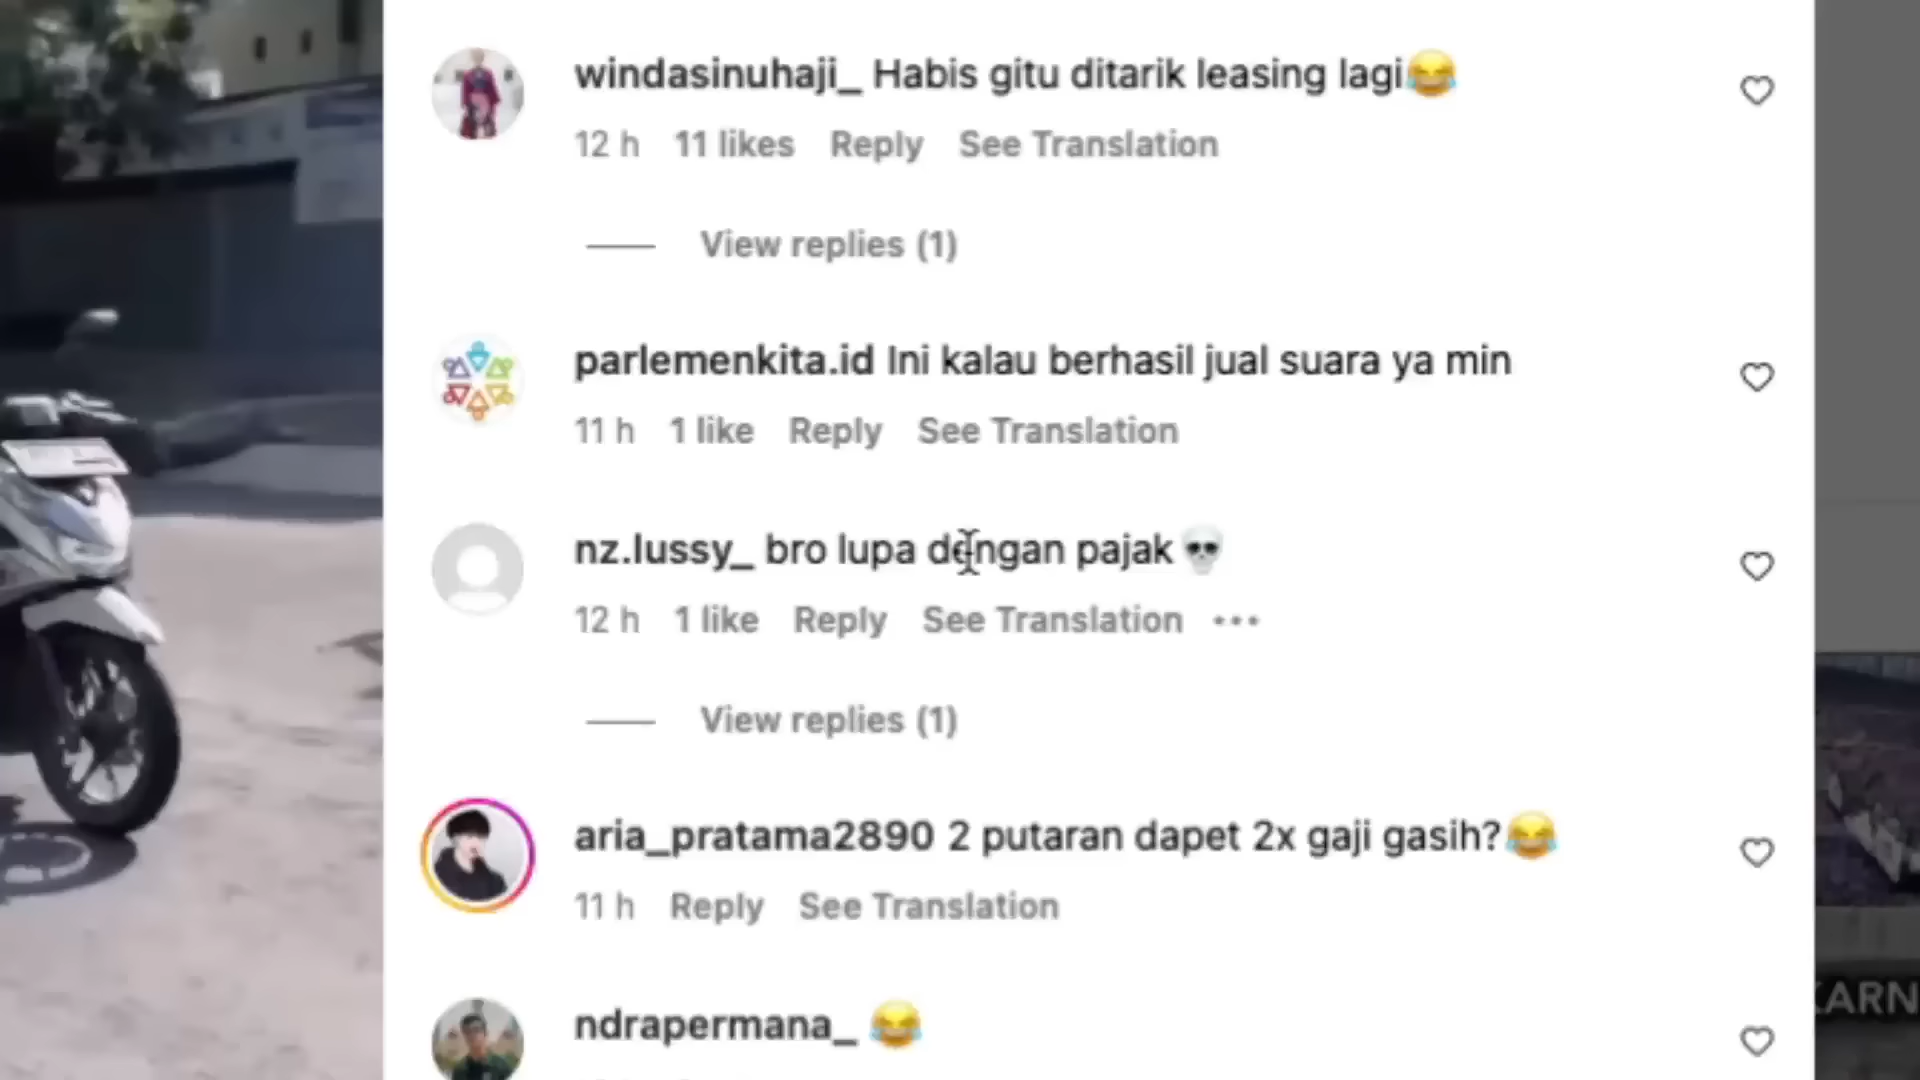 windasinuhaji_ Habis gitu ditarik leasing lagi😂
12 h 11 likes Reply See Translation
View replies (1)
parlemenkita.id Ini kalau berhasil jual suara ya min
11 h 1 like Reply See Translation
nz.lussy_ bro lupa dengan pajak💀
12 h 1 like Reply See Translation •••
View replies (1)
aria_pratama2890 2 putaran dapet 2x gaji gasih?😂
11 h Reply See Translation
ndrapermana_ 😂